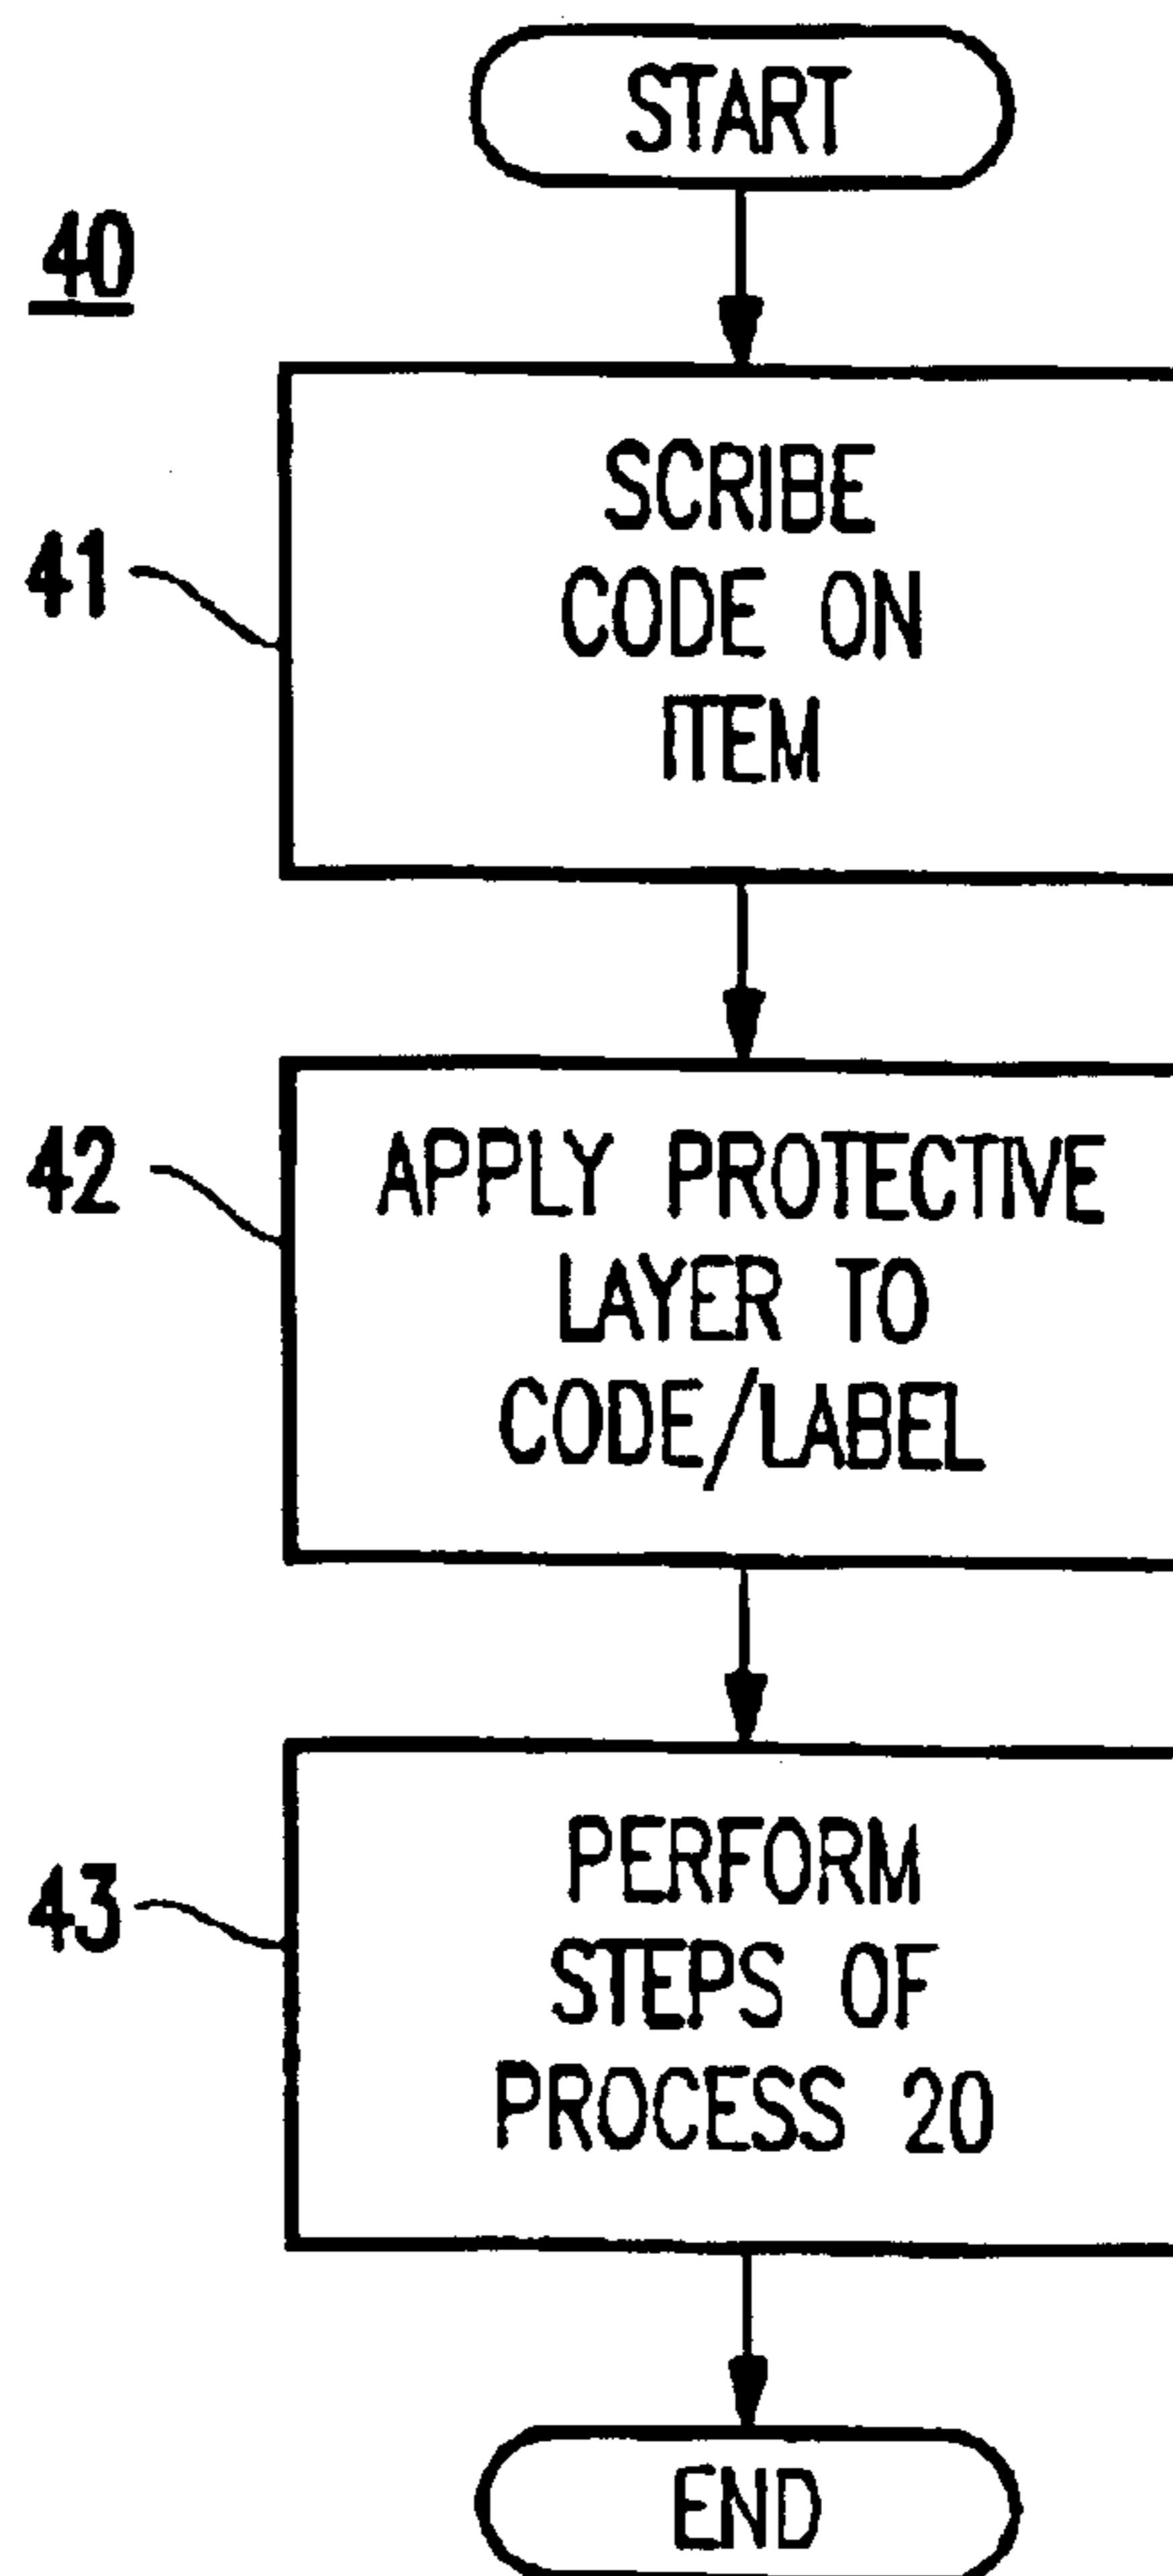 START
40
SCRIBE
CODE ON
ITEM
41
APPLY PROTECTIVE
LAYER TO
CODE/LABEL
42
PERFORM
STEPS OF
PROCESS 20
43
END